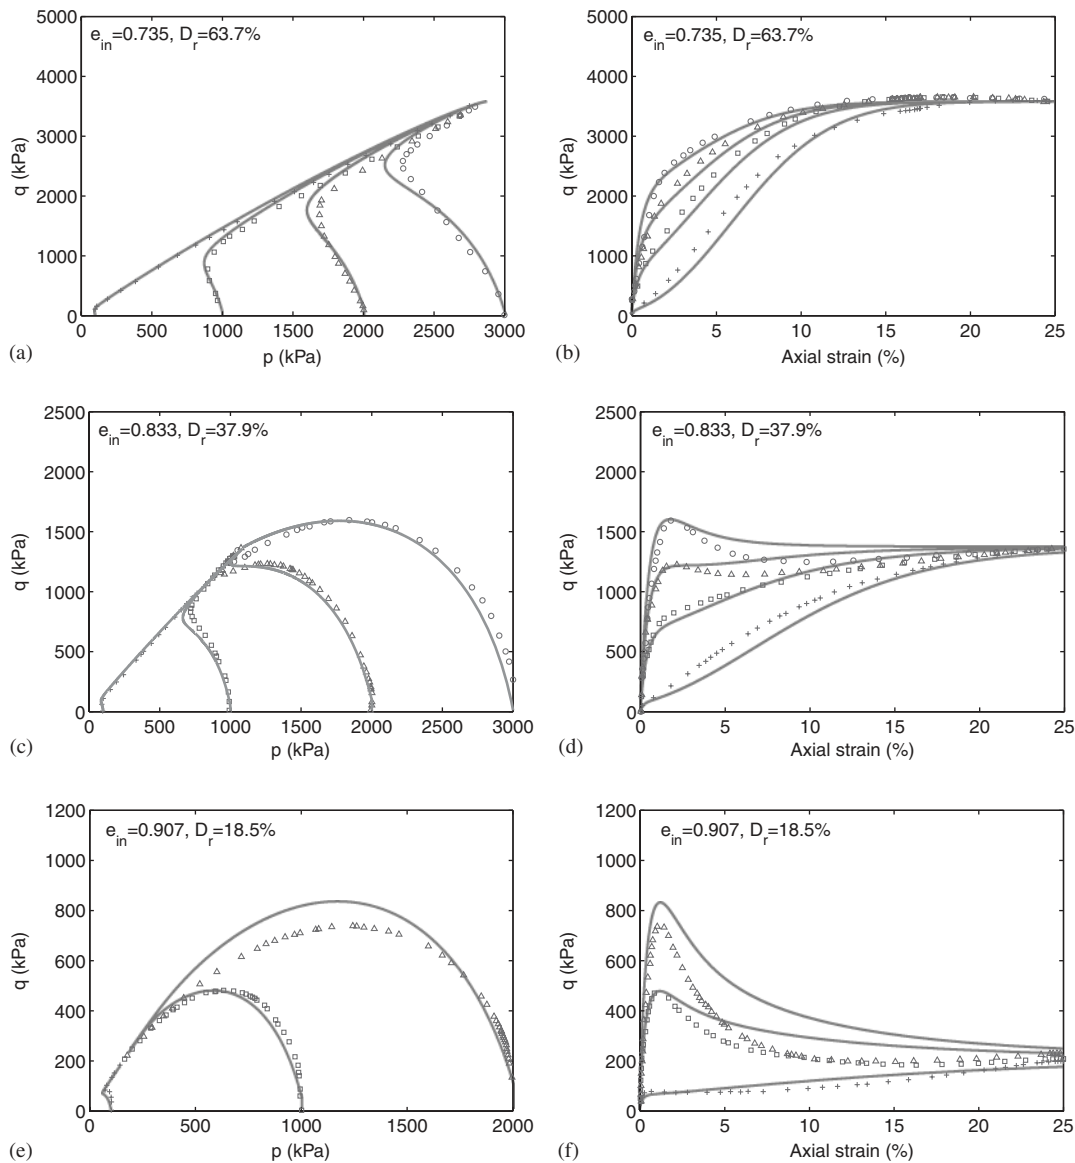 e_in=0.735, D_r=63.7%
5000
4000
3000
2000
1000
0
q (kPa)
0 500 1000 1500 2000 2500 3000
p (kPa)
(a)
e_in=0.735, D_r=63.7%
5000
4000
3000
2000
1000
0
q (kPa)
0 5 10 15 20 25
Axial strain (%)
(b)
e_in=0.833, D_r=37.9%
2500
2000
1500
1000
500
0
q (kPa)
0 500 1000 1500 2000 2500 3000
p (kPa)
(c)
e_in=0.833, D_r=37.9%
2500
2000
1500
1000
500
0
q (kPa)
0 5 10 15 20 25
Axial strain (%)
(d)
e_in=0.907, D_r=18.5%
1200
1000
800
600
400
200
0
q (kPa)
0 500 1000 1500 2000
p (kPa)
(e)
e_in=0.907, D_r=18.5%
1200
1000
800
600
400
200
0
q (kPa)
0 5 10 15 20 25
Axial strain (%)
(f)